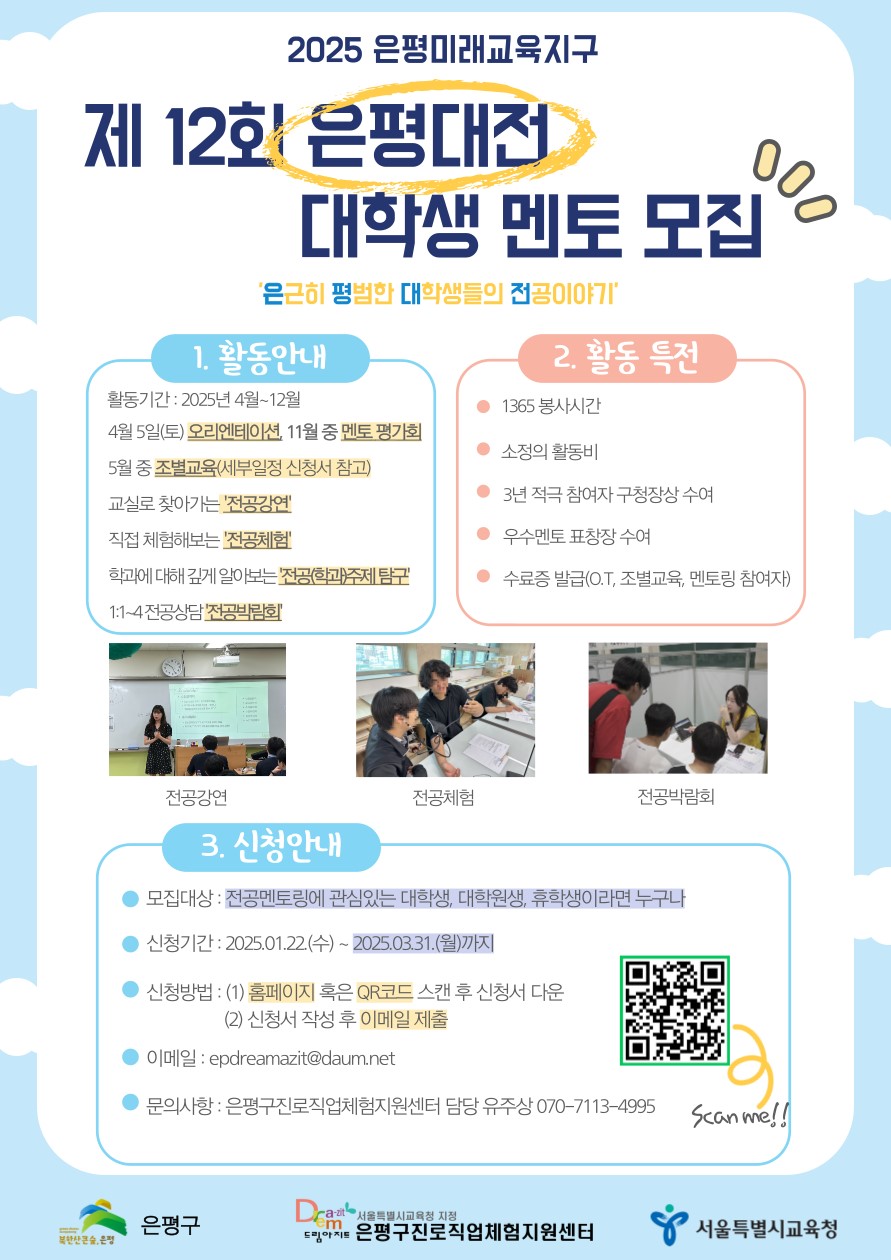 2025 은평미래교육지구
제 12회 은평대전
대학생 멘토 모집
'은근히 평범한 대학생들의 전공이야기'
1. 활동안내
활동기간 : 2025년 4월~12월
4월 5일(토) 오리엔테이션, 11월 중 멘토 평가회
5월 중 조별교육(세부일정 신청서 참고)
교실로 찾아가는 '전공강연'
직접 체험해보는 '전공체험'
학과에 대해 깊게 알아보는 '전공(학과)주제 탐구'
1:1~4 전공상담 '전공박람회'
2. 활동 특전
1365 봉사시간
소정의 활동비
3년 적극 참여자 구청장상 수여
우수멘토 표창장 수여
수료증 발급(O.T, 조별교육, 멘토링 참여자)
전공강연
전공체험
전공박람회
3. 신청안내
모집대상 : 전공멘토링에 관심있는 대학생, 대학원생, 휴학생이라면 누구나
신청기간 : 2025.01.22.(수) ~ 2025.03.31.(월)까지
신청방법 : (1) 홈페이지 혹은 QR코드 스캔 후 신청서 다운
(2) 신청서 작성 후 이메일 제출
이메일 : epdreamazit@daum.net
문의사항 : 은평구진로직업체험지원센터 담당 유주상 070-7113-4995
Scan me!!
북한산큰숲, 은평
은평구
Dream a-zit
드림아지트
서울특별시교육청 지정
은평구진로직업체험지원센터
서울특별시교육청